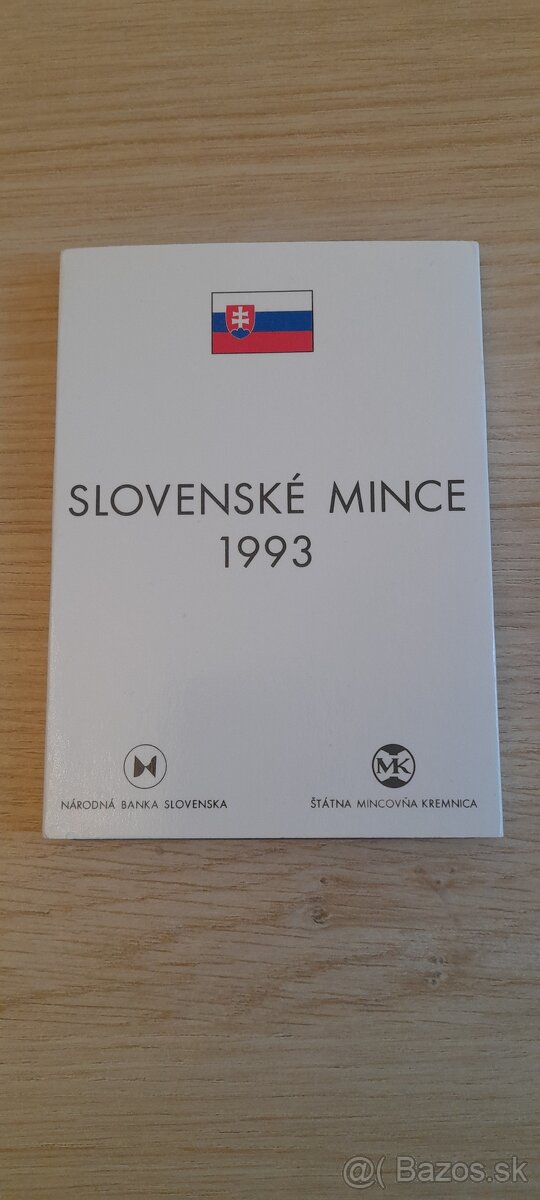 SLOVENSKÉ MINCE
1993
MK
NÁRODNÁ BANKA SLOVENSKA
ŠTÁTNA MINCOVŇA KREMNICA
@( Bazos.sk